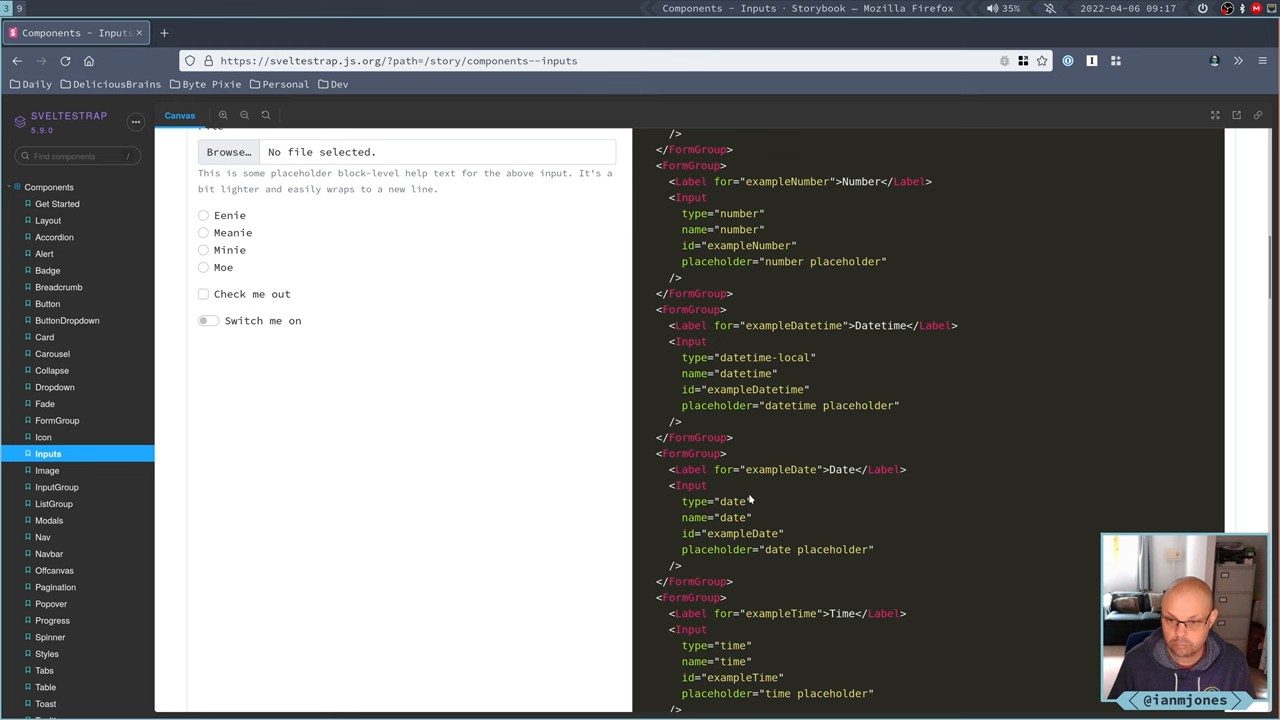 3 9
Components - Inputs · Storybook — Mozilla Firefox
35%
2022-04-06 09:17
Components - Inputs
https://sveltestrap.js.org/?path=/story/components--inputs
Daily
DeliciousBrains
Byte Pixie
Personal
Dev
SVELTESTRAP
5.9.0
Find components
/
Components
Get Started
Layout
Accordion
Alert
Badge
Breadcrumb
Button
ButtonDropdown
Card
Carousel
Collapse
Dropdown
Fade
FormGroup
Icon
Inputs
Image
InputGroup
ListGroup
Modals
Nav
Navbar
Offcanvas
Pagination
Popover
Progress
Spinner
Styles
Tabs
Table
Toast
Canvas
File
Browse…
No file selected.
This is some placeholder block-level help text for the above input. It's a
bit lighter and easily wraps to a new line.
Eenie
Meanie
Minie
Moe
Check me out
Switch me on
/>
</FormGroup>
<FormGroup>
<Label for="exampleNumber">Number</Label>
<Input
type="number"
name="number"
id="exampleNumber"
placeholder="number placeholder"
/>
</FormGroup>
<FormGroup>
<Label for="exampleDatetime">Datetime</Label>
<Input
type="datetime-local"
name="datetime"
id="exampleDatetime"
placeholder="datetime placeholder"
/>
</FormGroup>
<FormGroup>
<Label for="exampleDate">Date</Label>
<Input
type="date"
name="date"
id="exampleDate"
placeholder="date placeholder"
/>
</FormGroup>
<FormGroup>
<Label for="exampleTime">Time</Label>
<Input
type="time"
name="time"
id="exampleTime"
placeholder="time placeholder"
/>
@ianmjones